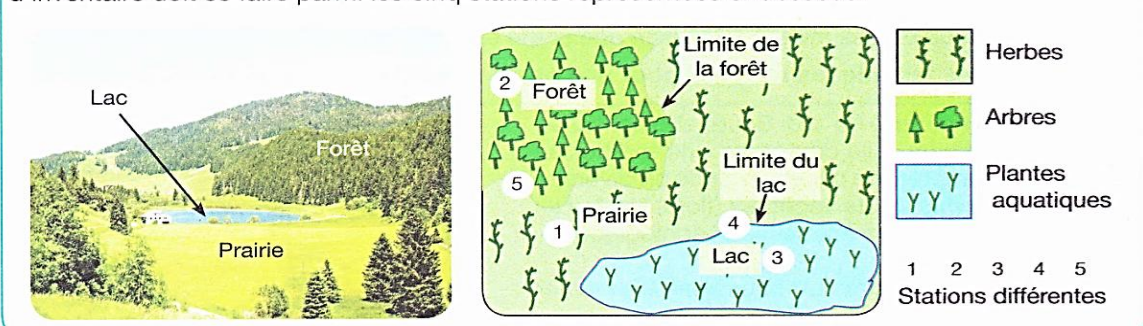 Lac
Forêt
Prairie
Limite de
la forêt
2
Forêt
5
Prairie
1
Limite du
lac
4
Lac
3
Herbes
Arbres
Plantes
aquatiques
1 2 3 4 5
Stations différentes